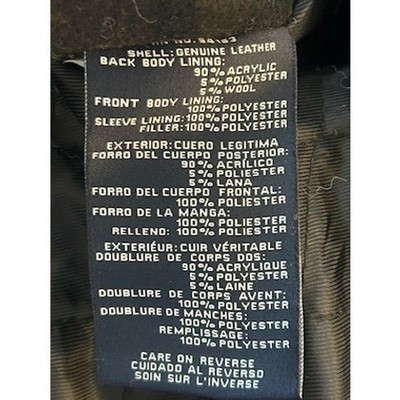 SHELL: GENUINE LEATHER
BACK BODY LINING:
90% ACRYLIC
5% POLYESTER
5% WOOL
FRONT BODY LINING:
100% POLYESTER
SLEEVE LINING: 100% POLYESTER
FILLER: 100% POLYESTER
EXTERIOR: CUERO LEGITIMA
FORRO DEL CUERPO POSTERIOR:
90% ACRÍLICO
5% POLIESTER
5% LANA
FORRO DEL CUERPO FRONTAL:
100% POLIESTER
FORRO DE LA MANGA:
100% POLIESTER
RELLENO: 100% POLIESTER
EXTERIÉUR: CUIR VÉRITABLE
DOUBLURE DE CORPS DOS:
90% ACRYLIQUE
5% POLYESTER
5% LAINE
DOUBLURE DE CORPS AVENT:
100% POLYESTER
DOUBLURE DE MANCHES:
100% POLYESTER
REMPLISSAGE:
100% POLYESTER
CARE ON REVERSE
CUIDADO AL REVERSO
SOIN SUR L'INVERSE